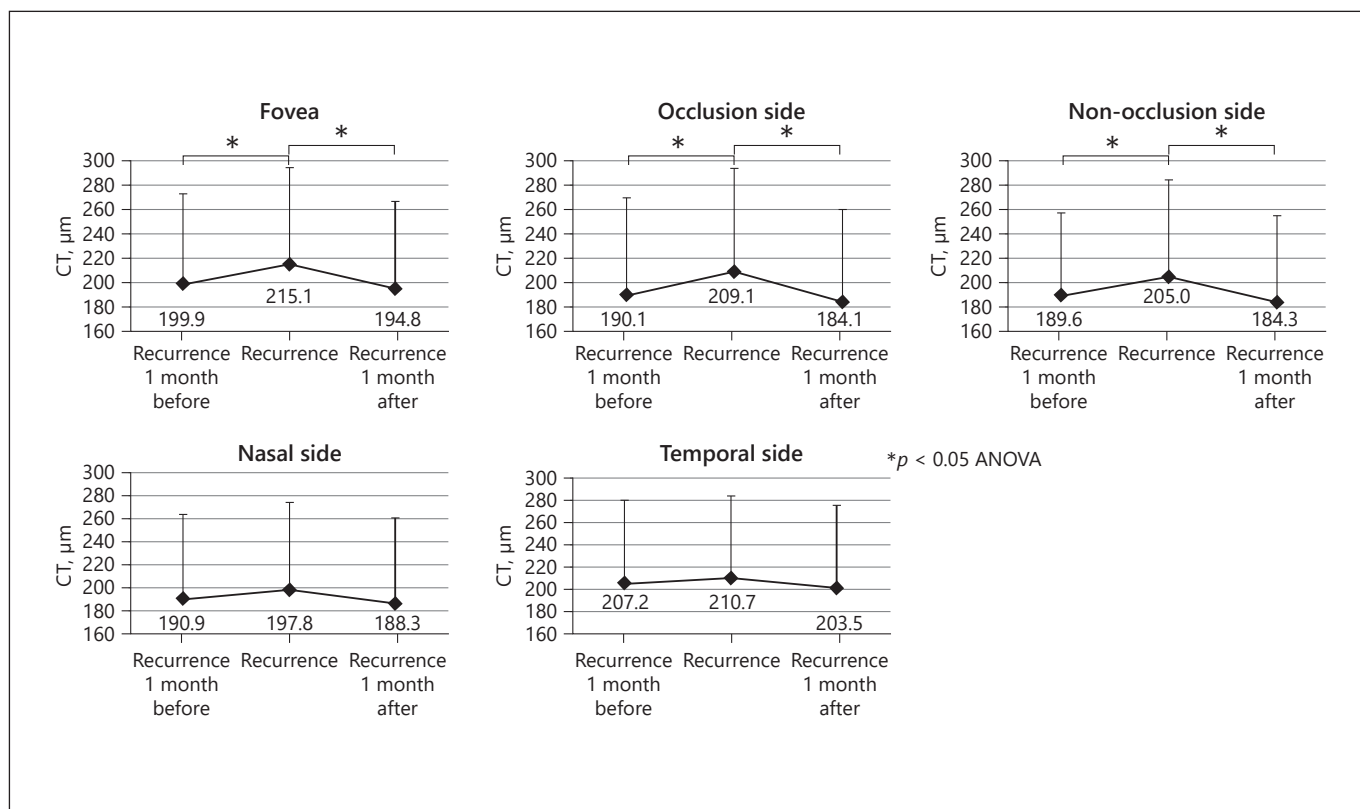 Fovea
*
*
300
280
260
240
220
200
180
160
CT, µm
199.9
215.1
194.8
Recurrence
1 month
before
Recurrence
Recurrence
1 month
after
Occlusion side
*
*
300
280
260
240
220
200
180
160
CT, µm
190.1
209.1
184.1
Recurrence
1 month
before
Recurrence
Recurrence
1 month
after
Non-occlusion side
*
*
300
280
260
240
220
200
180
160
CT, µm
189.6
205.0
184.3
Recurrence
1 month
before
Recurrence
Recurrence
1 month
after
Nasal side
300
280
260
240
220
200
180
160
CT, µm
190.9
197.8
188.3
Recurrence
1 month
before
Recurrence
Recurrence
1 month
after
Temporal side
300
280
260
240
220
200
180
160
CT, µm
207.2
210.7
203.5
Recurrence
1 month
before
Recurrence
Recurrence
1 month
after
*p < 0.05 ANOVA